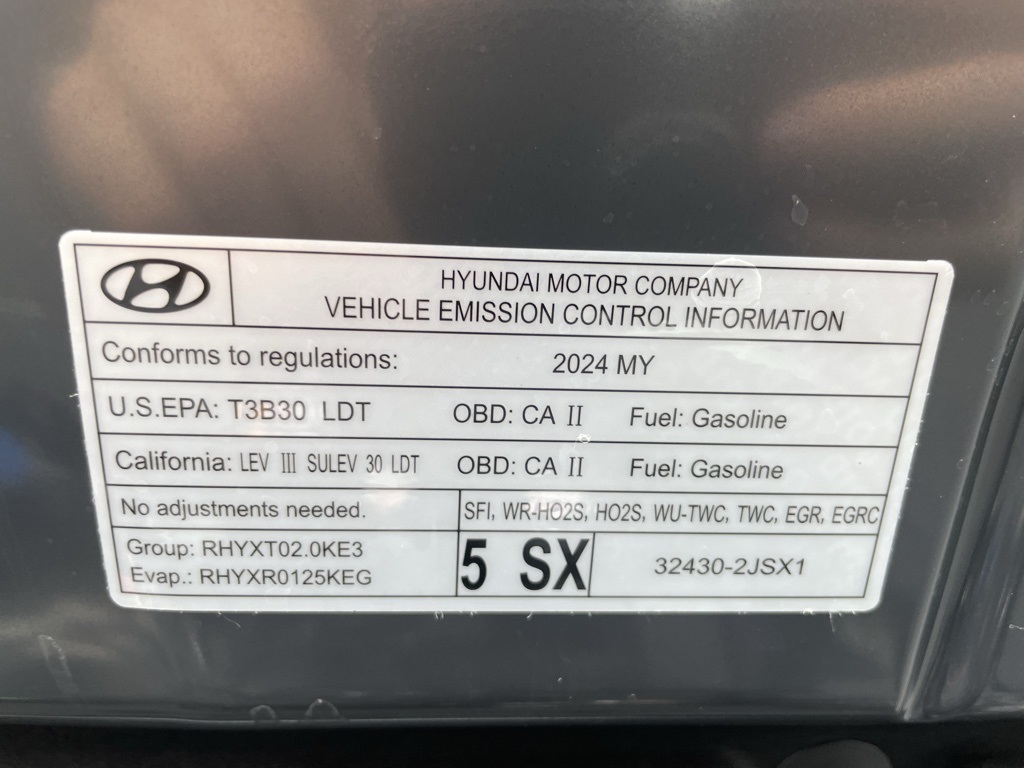 HYUNDAI MOTOR COMPANY
VEHICLE EMISSION CONTROL INFORMATION
Conforms to regulations: 2024 MY
U.S.EPA: T3B30 LDT OBD: CA II Fuel: Gasoline
California: LEV III SULEV 30 LDT OBD: CA II Fuel: Gasoline
No adjustments needed. SFI, WR-HO2S, HO2S, WU-TWC, TWC, EGR, EGRC
Group: RHYXT02.0KE3
Evap.: RHYXR0125KEG
5 SX 32430-2JSX1